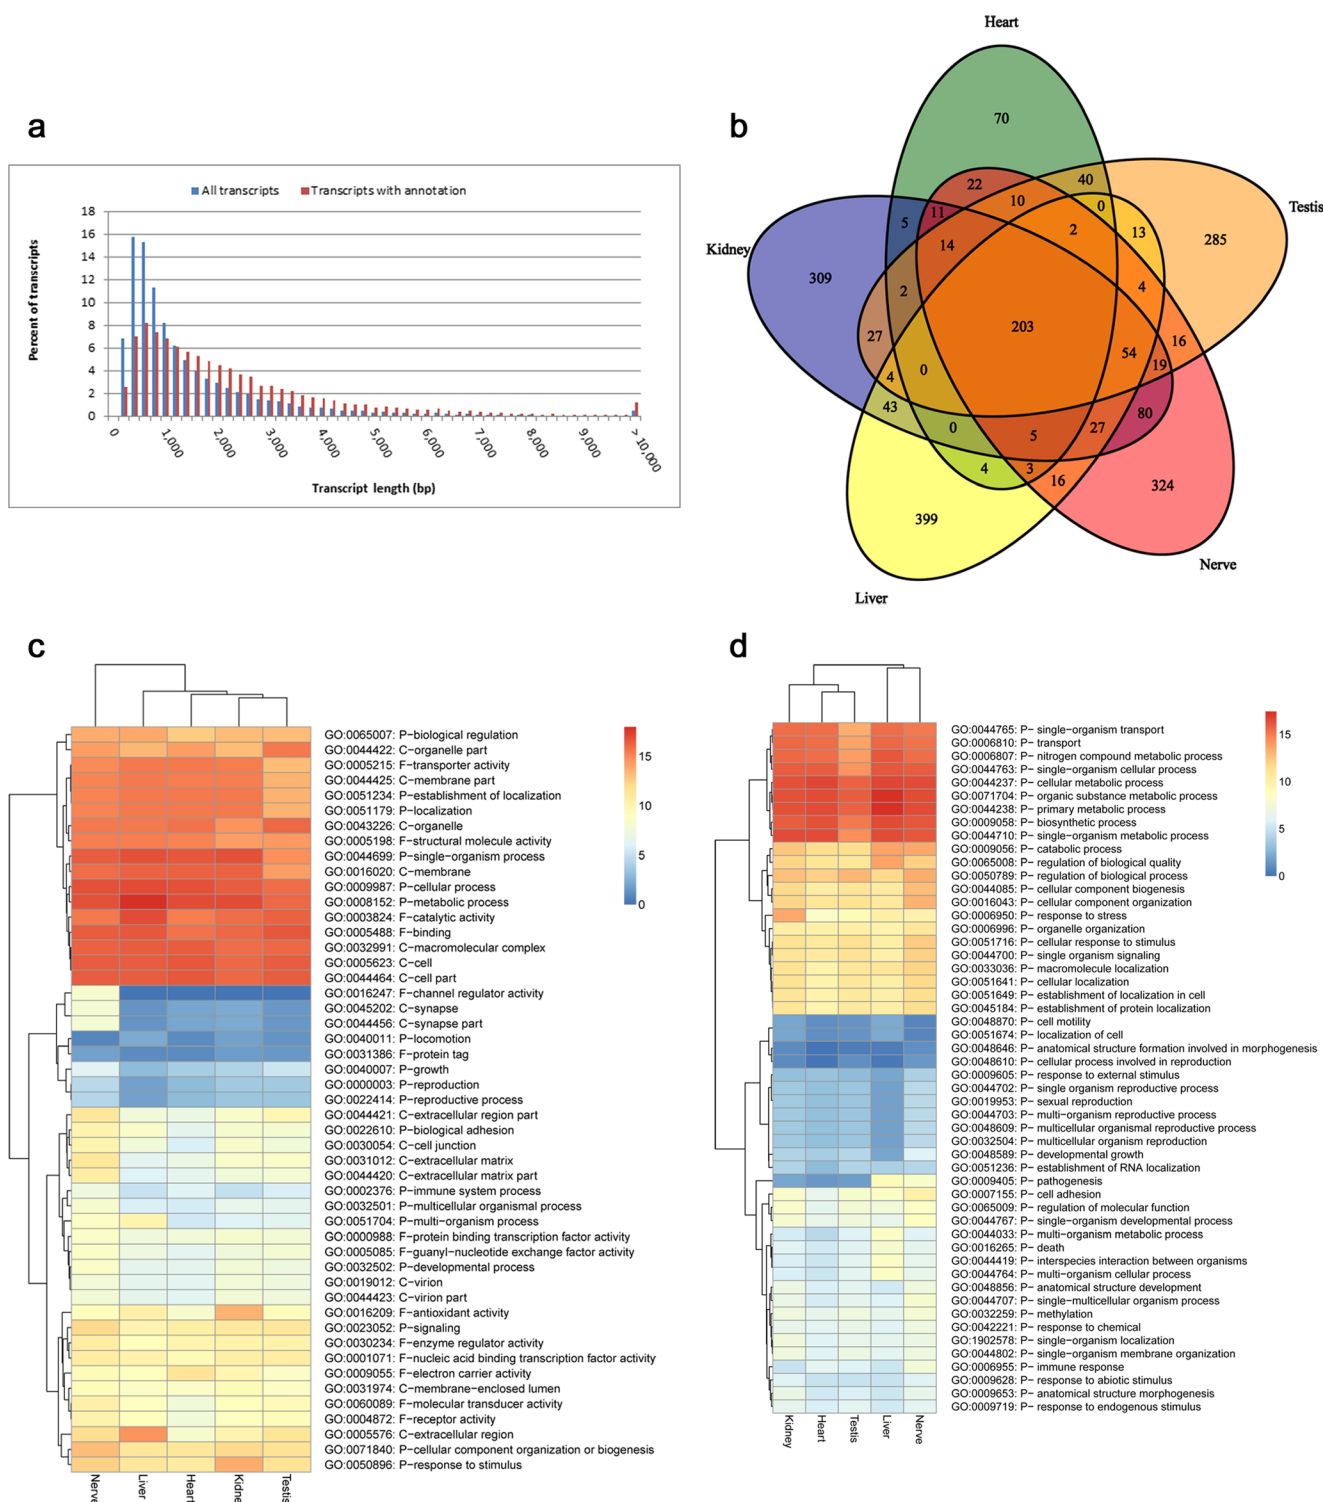 a
All transcripts Transcripts with annotation
Percent of transcripts
18
16
14
12
10
8
6
4
2
0
0 1,000 2,000 3,000 4,000 5,000 6,000 7,000 8,000 9,000 > 10,000
Transcript length (bp)
b
Heart
Testis
Kidney
Nerve
Liver
70
22 40
10 0
5 11
2 13
285
14
309
4
2
203
27
16
54
19
0
4
43
80
0
5
27
4 3
16
324
399
c
GO:0065007: P−biological regulation
GO:0044422: C−organelle part
GO:0005215: F−transporter activity
GO:0044425: C−membrane part
GO:0051234: P−establishment of localization
GO:0051179: P−localization
GO:0043226: C−organelle
GO:0005198: F−structural molecule activity
GO:0044699: P−single−organism process
GO:0016020: C−membrane
GO:0009987: P−cellular process
GO:0008152: P−metabolic process
GO:0003824: F−catalytic activity
GO:0005488: F−binding
GO:0032991: C−macromolecular complex
GO:0005623: C−cell
GO:0044464: C−cell part
GO:0016247: F−channel regulator activity
GO:0045202: C−synapse
GO:0044456: C−synapse part
GO:0040011: P−locomotion
GO:0031386: F−protein tag
GO:0040007: P−growth
GO:0000003: P−reproduction
GO:0022414: P−reproductive process
GO:0044421: C−extracellular region part
GO:0022610: P−biological adhesion
GO:0030054: C−cell junction
GO:0031012: C−extracellular matrix
GO:0044420: C−extracellular matrix part
GO:0002376: P−immune system process
GO:0032501: P−multicellular organismal process
GO:0051704: P−multi−organism process
GO:0000988: F−protein binding transcription factor activity
GO:0005085: F−guanyl−nucleotide exchange factor activity
GO:0032502: P−developmental process
GO:0019012: C−virion
GO:0044423: C−virion part
GO:0016209: F−antioxidant activity
GO:0023052: P−signaling
GO:0030234: F−enzyme regulator activity
GO:0001071: F−nucleic acid binding transcription factor activity
GO:0009055: F−electron carrier activity
GO:0031974: C−membrane−enclosed lumen
GO:0060089: F−molecular transducer activity
GO:0004872: F−receptor activity
GO:0005576: C−extracellular region
GO:0071840: P−cellular component organization or biogenesis
GO:0050896: P−response to stimulus
Nerve Liver Heart Kidney Testis
15
10
5
0
d
GO:0044765: P− single−organism transport
GO:0006810: P− transport
GO:0006807: P− nitrogen compound metabolic process
GO:0044763: P− single−organism cellular process
GO:0044237: P− cellular metabolic process
GO:0071704: P− organic substance metabolic process
GO:0044238: P− primary metabolic process
GO:0009058: P− biosynthetic process
GO:0044710: P− single−organism metabolic process
GO:0009056: P− catabolic process
GO:0065008: P− regulation of biological quality
GO:0050789: P− regulation of biological process
GO:0044085: P− cellular component biogenesis
GO:0016043: P− cellular component organization
GO:0006950: P− response to stress
GO:0006996: P− organelle organization
GO:0051716: P− cellular response to stimulus
GO:0044700: P− single organism signaling
GO:0033036: P− macromolecule localization
GO:0051641: P− cellular localization
GO:0051649: P− establishment of localization in cell
GO:0045184: P− establishment of protein localization
GO:0048870: P− cell motility
GO:0051674: P− localization of cell
GO:0048646: P− anatomical structure formation involved in morphogenesis
GO:0048610: P− cellular process involved in reproduction
GO:0009605: P− response to external stimulus
GO:0044702: P− single organism reproductive process
GO:0019953: P− sexual reproduction
GO:0044703: P− multi−organism reproductive process
GO:0048609: P− multicellular organismal reproductive process
GO:0032504: P− multicellular organism reproduction
GO:0048589: P− developmental growth
GO:0051236: P− establishment of RNA localization
GO:0009405: P− pathogenesis
GO:0007155: P− cell adhesion
GO:0065009: P− regulation of molecular function
GO:0044767: P− single−organism developmental process
GO:0044033: P− multi−organism metabolic process
GO:0016265: P− death
GO:0044419: P− interspecies interaction between organisms
GO:0044764: P− multi−organism cellular process
GO:0048856: P− anatomical structure development
GO:0044707: P− single−multicellular organism process
GO:0032259: P− methylation
GO:0042221: P− response to chemical
GO:1902578: P− single−organism localization
GO:0044802: P− single−organism membrane organization
GO:0006955: P− immune response
GO:0009628: P− response to abiotic stimulus
GO:0009653: P− anatomical structure morphogenesis
GO:0009719: P− response to endogenous stimulus
Kidney Heart Testis Liver Nerve
15
10
5
0